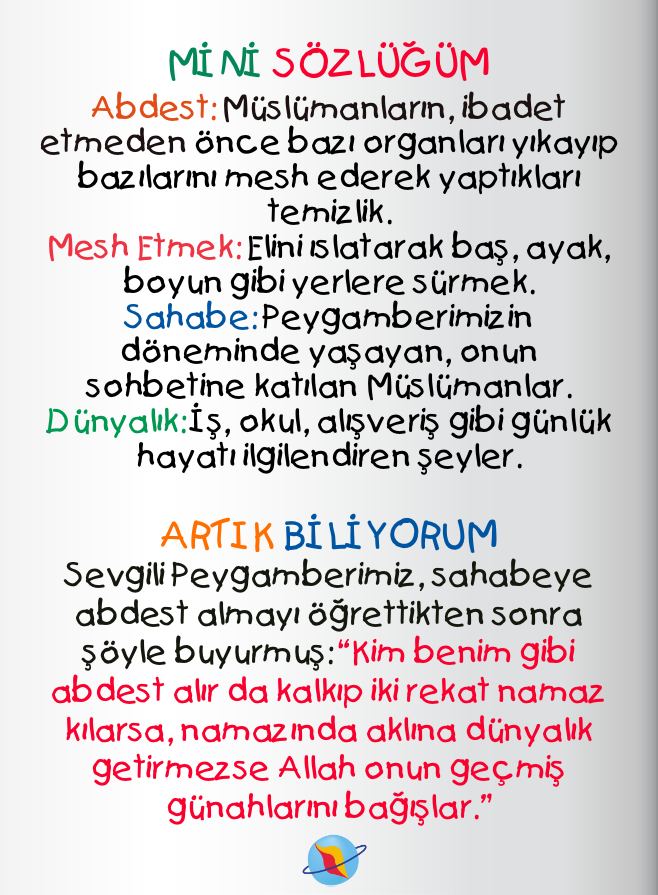 MİNİ SÖZLÜĞÜM
Abdest: Müslümanların, ibadet
etmeden önce bazı organları yıkayıp
bazılarını mesh ederek yaptıkları
temizlik.
Mesh Etmek: Elini ıslatarak baş, ayak,
boyun gibi yerlere sürmek.
Sahabe: Peygamberimizin
döneminde yaşayan, onun
sohbetine katılan Müslümanlar.
Dünyalık: İş, okul, alışveriş gibi günlük
hayatı ilgilendiren şeyler.
ARTIK BİLİYORUM
Sevgili Peygamberimiz, sahabeye
abdest almayı öğrettikten sonra
şöyle buyurmuş: “Kim benim gibi
abdest alır da kalkıp iki rekat namaz
kılarsa, namazında aklına dünyalık
getirmezse Allah onun geçmiş
günahlarını bağışlar.”